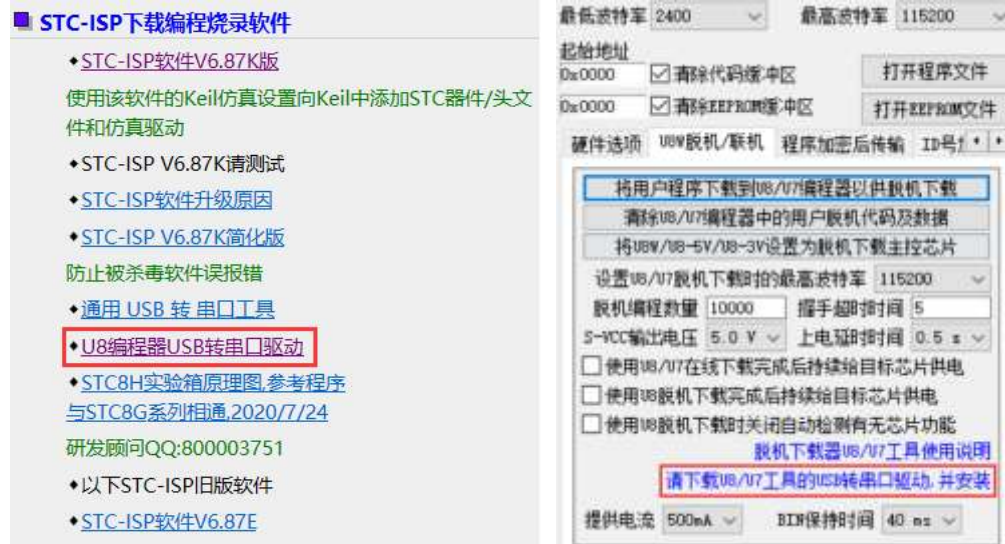 STC-ISP下载编程烧录软件
STC-ISP软件V6.87K版
使用该软件的Keil仿真设置向Keil中添加STC器件/头文
件和仿真驱动
STC-ISP V6.87K请测试
STC-ISP软件升级原因
STC-ISP V6.87K简化版
防止被杀毒软件误报错
通用 USB 转 串口工具
U8编程器USB转串口驱动
STC8H实验箱原理图,参考程序
与STC8G系列相通,2020/7/24
研发顾问QQ:800003751
以下STC-ISP旧版软件
STC-ISP软件V6.87E
最低波特率 2400 最高波特率 115200
起始地址
0x0000 清除代码缓冲区 打开程序文件
0x0000 清除EEPROM缓冲区 打开EEPROM文件
硬件选项 U8W脱机/联机 程序加密后传输 ID号
将用户程序下载到U8/U7编程器以供脱机下载
清除U8/U7编程器中的用户脱机代码及数据
将U8W/U8-5V/U8-3V设置为脱机下载主控芯片
设置U8/U7脱机下载时的最高波特率 115200
脱机编程数量 10000 握手超时时间 5
S-VCC输出电压 5.0 V 上电延时时间 0.5 s
使用U8/U7在线下载完成后持续给目标芯片供电
使用U8脱机下载完成后持续给目标芯片供电
使用U8脱机下载时关闭自动检测有无芯片功能
脱机下载器U8/U7工具使用说明
请下载U8/U7工具的USB转串口驱动,并安装
提供电流 500mA BIN保持时间 40 ms